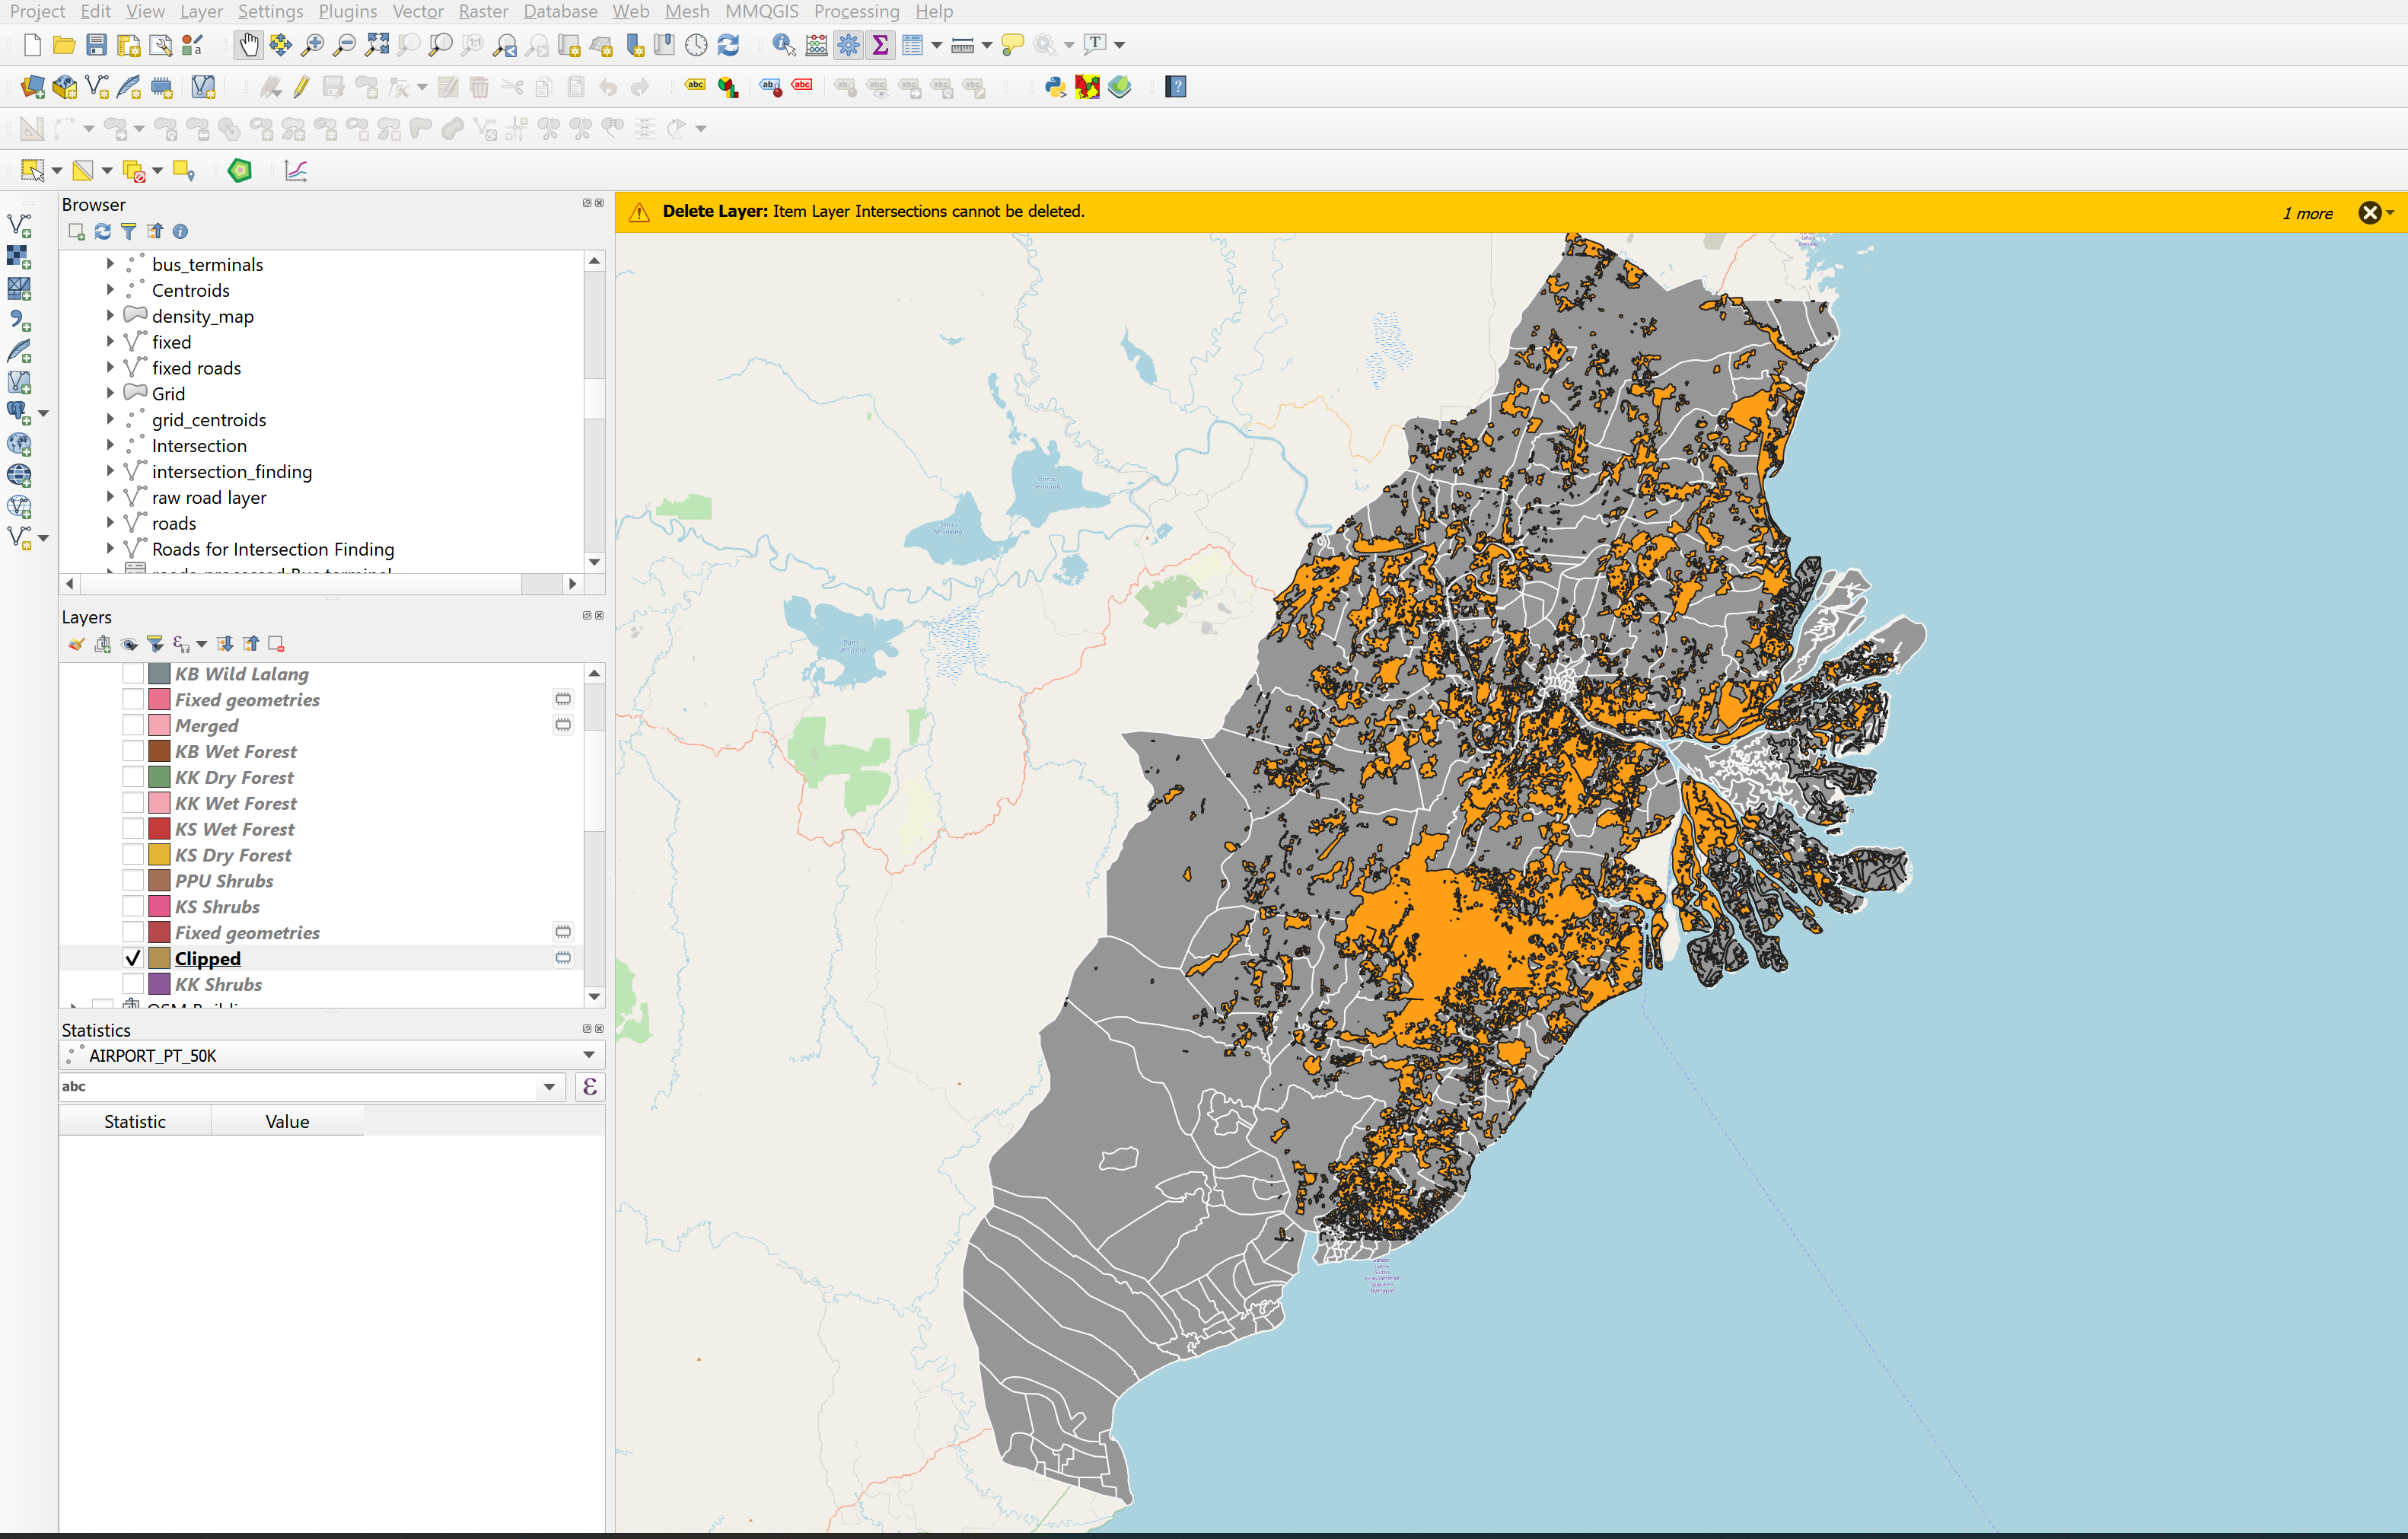 Project Edit View Layer Settings Plugins Vector Raster Database Web Mesh MMQGIS Processing Help
Browser
bus_terminals
Centroids
density_map
fixed
fixed roads
Grid
grid_centroids
Intersection
intersection_finding
raw road layer
roads
Roads for Intersection Finding
Layers
KB Wild Lalang
Fixed geometries
Merged
KB Wet Forest
KK Dry Forest
KK Wet Forest
KS Wet Forest
KS Dry Forest
PPU Shrubs
KS Shrubs
Fixed geometries
Clipped
KK Shrubs
Statistics
AIRPORT_PT_50K
abc
Statistic Value
Delete Layer: Item Layer Intersections cannot be deleted.
1 more